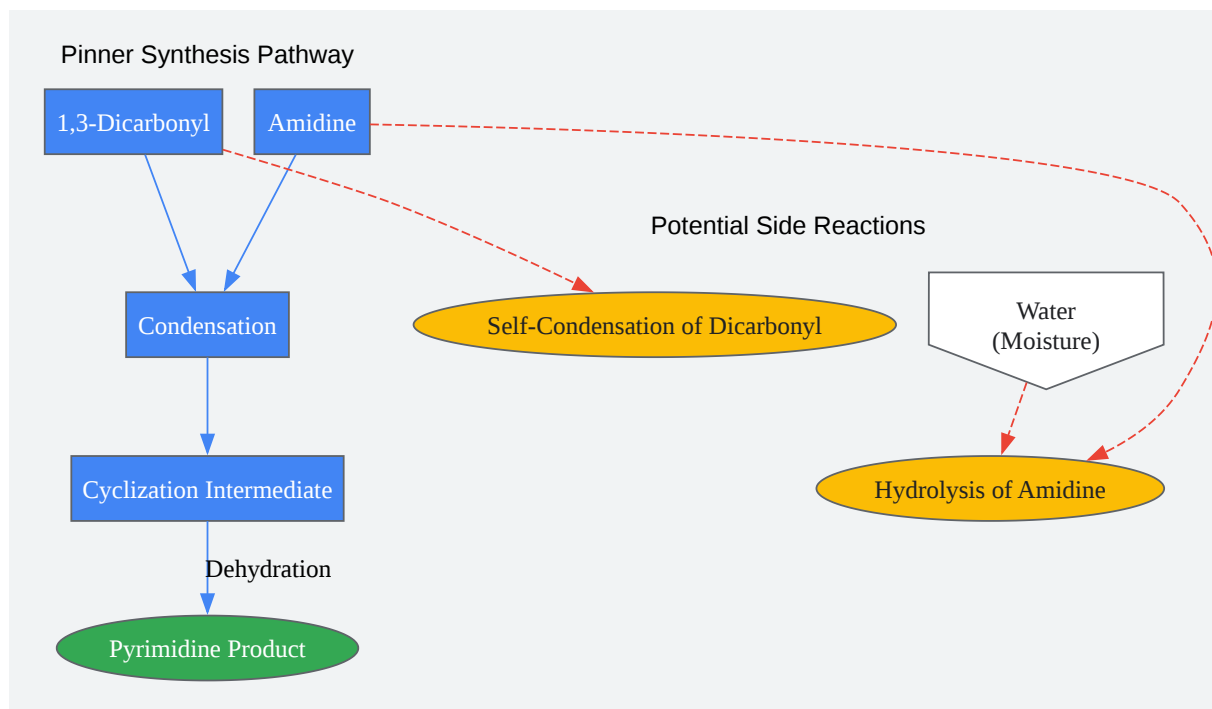 Pinner Synthesis Pathway
1,3-Dicarbonyl
Amidine
Potential Side Reactions
Water
(Moisture)
Condensation
Self-Condensation of Dicarbonyl
Cyclization Intermediate
Hydrolysis of Amidine
Dehydration
Pyrimidine Product